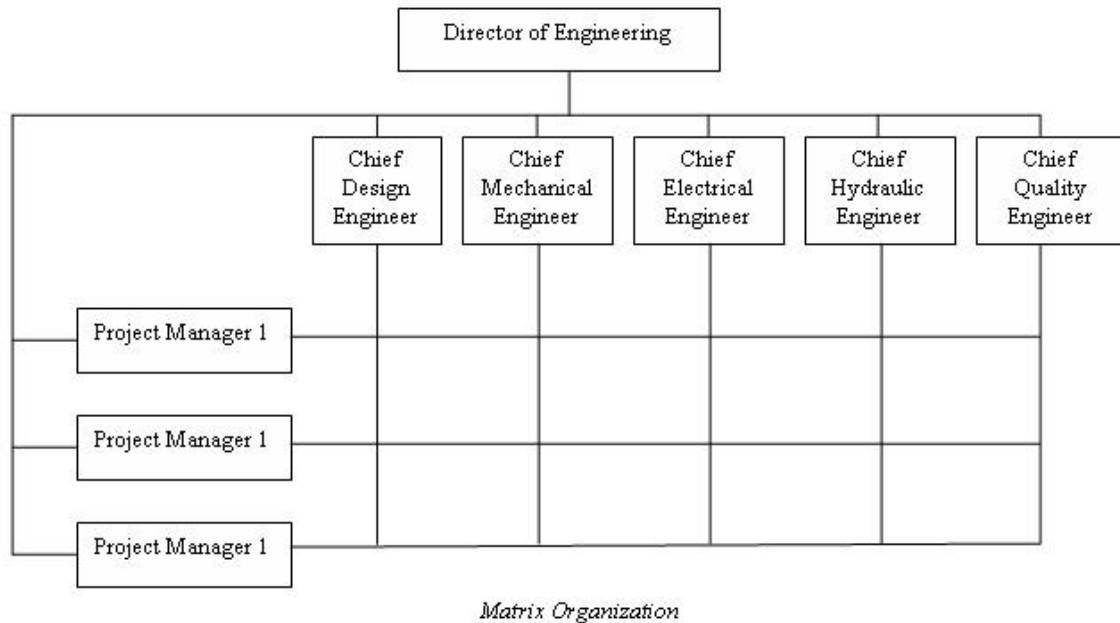 Director of Engineering
Chief
Design
Engineer
Chief
Mechanical
Engineer
Chief
Electrical
Engineer
Chief
Hydraulic
Engineer
Chief
Quality
Engineer
Project Manager 1
Project Manager 1
Project Manager 1
Matrix Organization